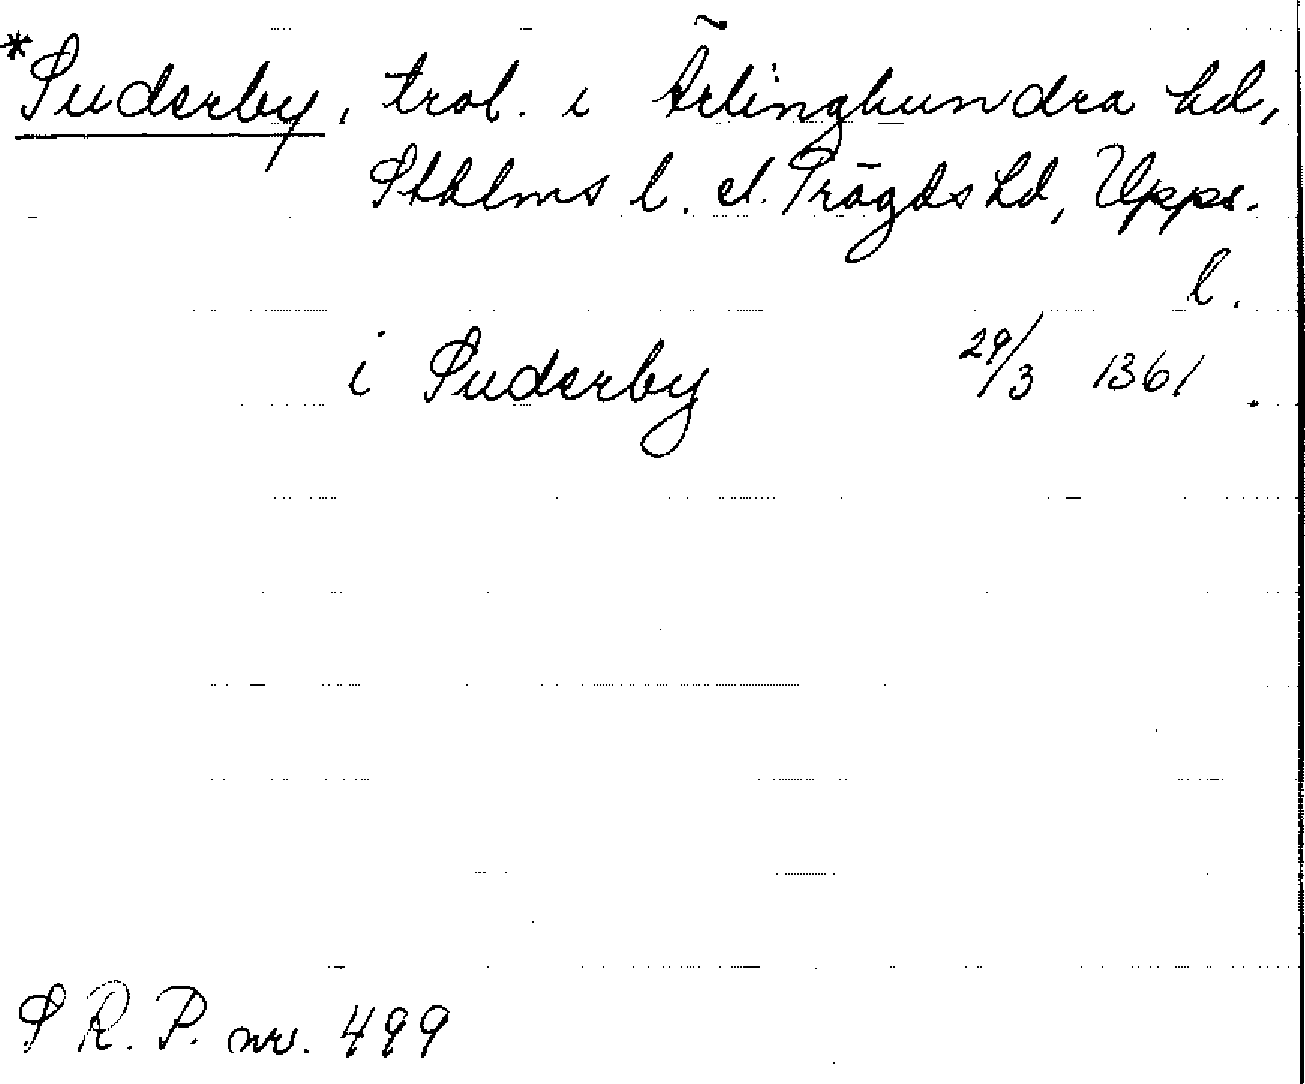 *Suderby, trol. i Ärlinghundra hd,
Sthlms l. el. Trögds hd, Upps.
l.
i Suderby 29/3 1361.
S R. P. nr. 499